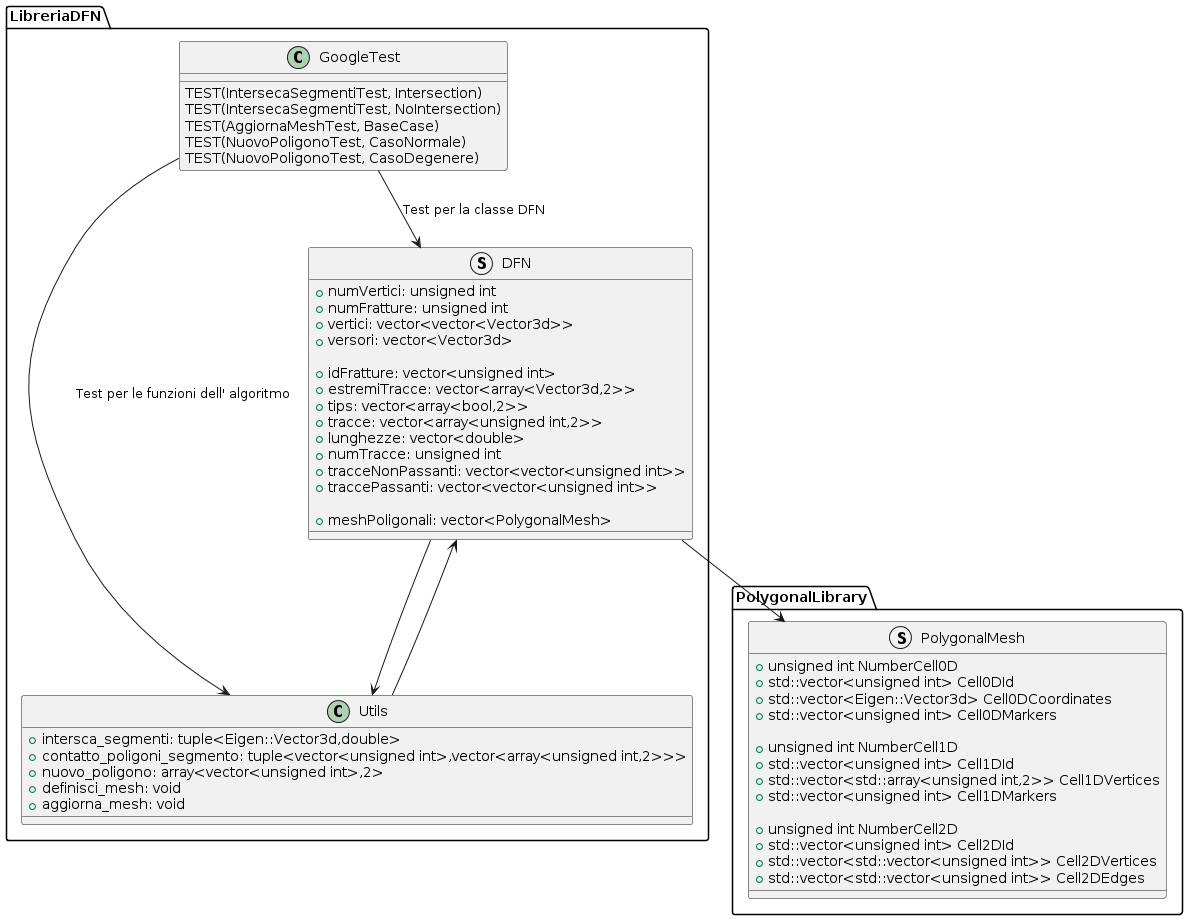 LibreriaDFN
C GoogleTest
TEST(IntersecaSegmentiTest, Intersection)
TEST(IntersecaSegmentiTest, NoIntersection)
TEST(AggiornaMeshTest, BaseCase)
TEST(NuovoPoligonoTest, CasoNormale)
TEST(NuovoPoligonoTest, CasoDegenere)
Test per la classe DFN
S DFN
numVertici: unsigned int
numFratture: unsigned int
vertici: vector<vector<Vector3d>>
versori: vector<Vector3d>
idFratture: vector<unsigned int>
estremiTracce: vector<array<Vector3d,2>>
tips: vector<array<bool,2>>
tracce: vector<array<unsigned int,2>>
lunghezze: vector<double>
numTracce: unsigned int
tracceNonPassanti: vector<vector<unsigned int>>
traccePassanti: vector<vector<unsigned int>>
meshPoligonali: vector<PolygonalMesh>
Test per le funzioni dell' algoritmo
PolygonalLibrary
S PolygonalMesh
unsigned int NumberCell0D
std::vector<unsigned int> Cell0DId
std::vector<Eigen::Vector3d> Cell0DCoordinates
std::vector<unsigned int> Cell0DMarkers
unsigned int NumberCell1D
std::vector<unsigned int> Cell1DId
std::vector<std::array<unsigned int,2>> Cell1DVertices
std::vector<unsigned int> Cell1DMarkers
unsigned int NumberCell2D
std::vector<unsigned int> Cell2DId
std::vector<std::vector<unsigned int>> Cell2DVertices
std::vector<std::vector<unsigned int>> Cell2DEdges
C Utils
intersca_segmenti: tuple<Eigen::Vector3d,double>
contatto_poligoni_segmento: tuple<vector<unsigned int>,vector<array<unsigned int,2>>>
nuovo_poligono: array<vector<unsigned int>,2>
definisci_mesh: void
aggiorna_mesh: void